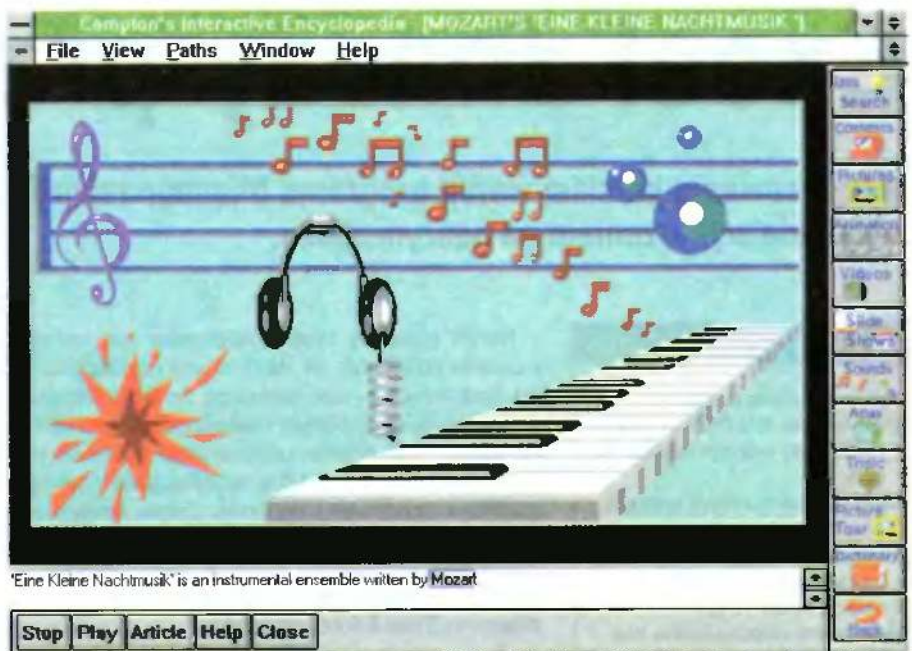 Compton's Interactive Encyclopedia - [MOZART'S 'EINE KLEINE NACHTMUSIK ']
File View Paths Window Help
Search
Contents
Pictures
Animation
Videos
Slide
Shows
Sounds
Atlas
Topic
Picture
Tour
Dictionary
Back
'Eine Kleine Nachtmusik' is an instrumental ensemble written by Mozart
Stop Play Article Help Close